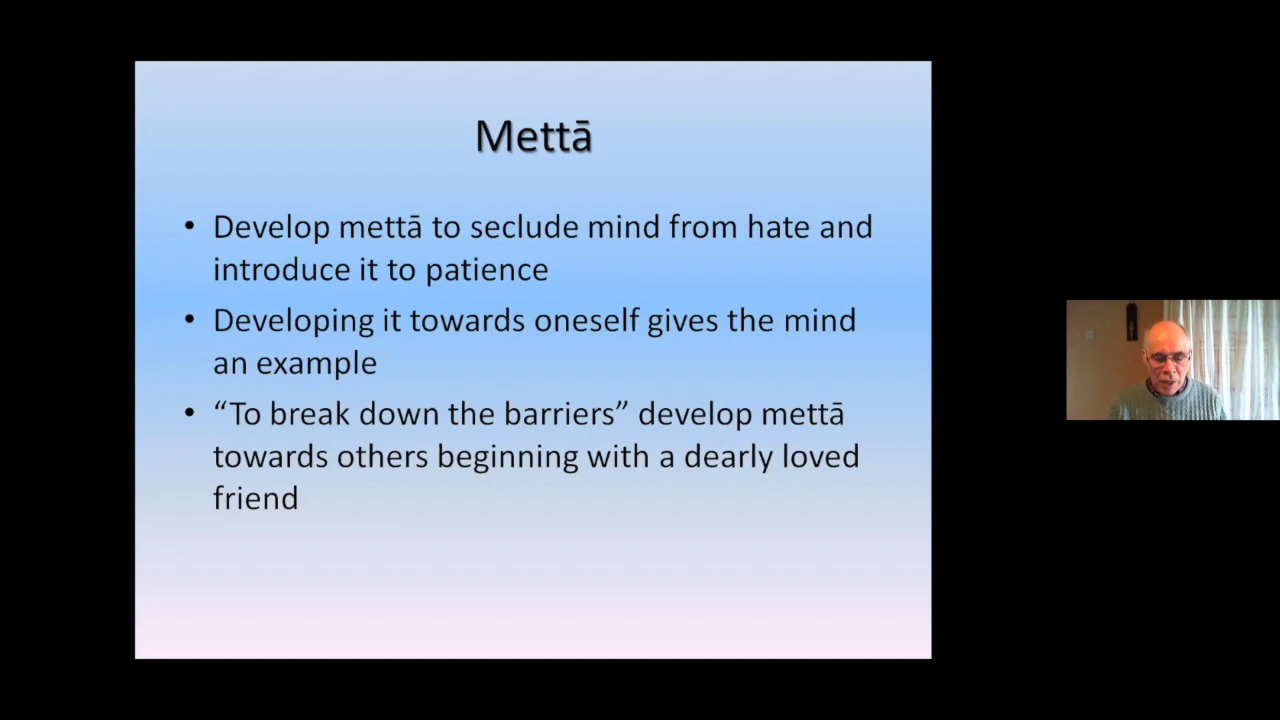 Mettā
• Develop mettā to seclude mind from hate and
introduce it to patience
• Developing it towards oneself gives the mind
an example
• “To break down the barriers” develop mettā
towards others beginning with a dearly loved
friend